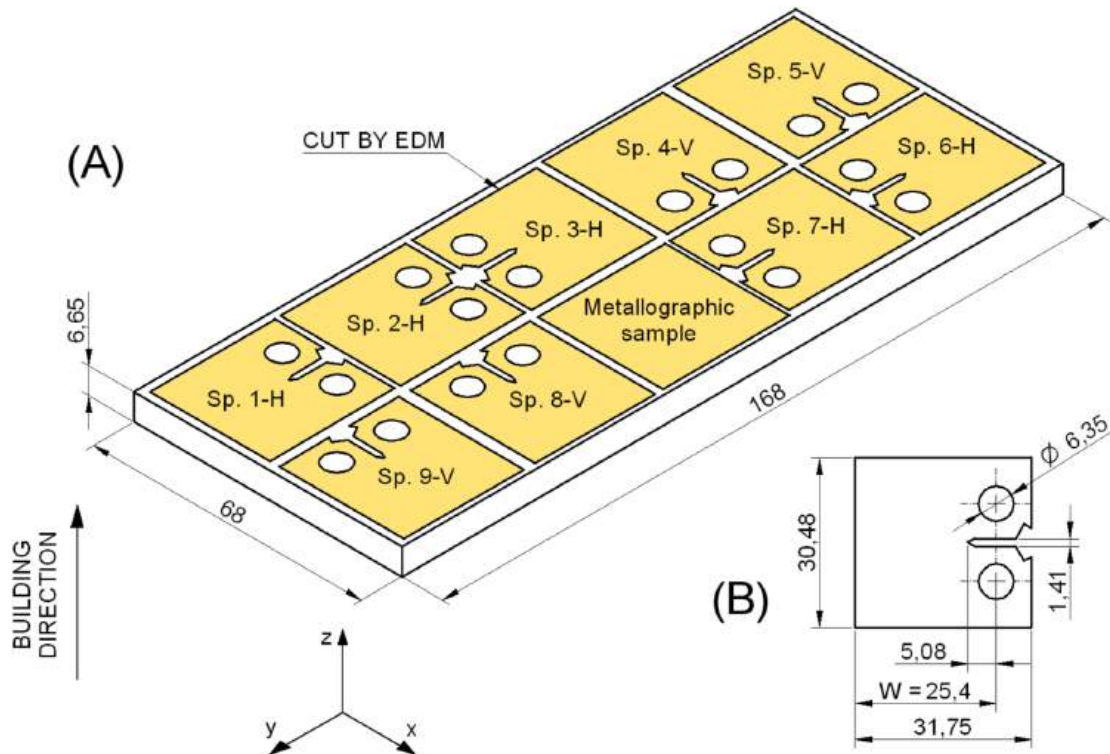 Sp. 5-V
CUT BY EDM
(A)
Sp. 4-V
Sp. 6-H
Sp. 3-H
Sp. 7-H
Sp. 2-H
Metallographic
sample
6,65
Sp. 1-H
Sp. 8-V
168
Sp. 9-V
ϕ 6,35
68
30,48
1,41
(B)
BUILDING
DIRECTION
z
y
x
5,08
W = 25,4
31,75